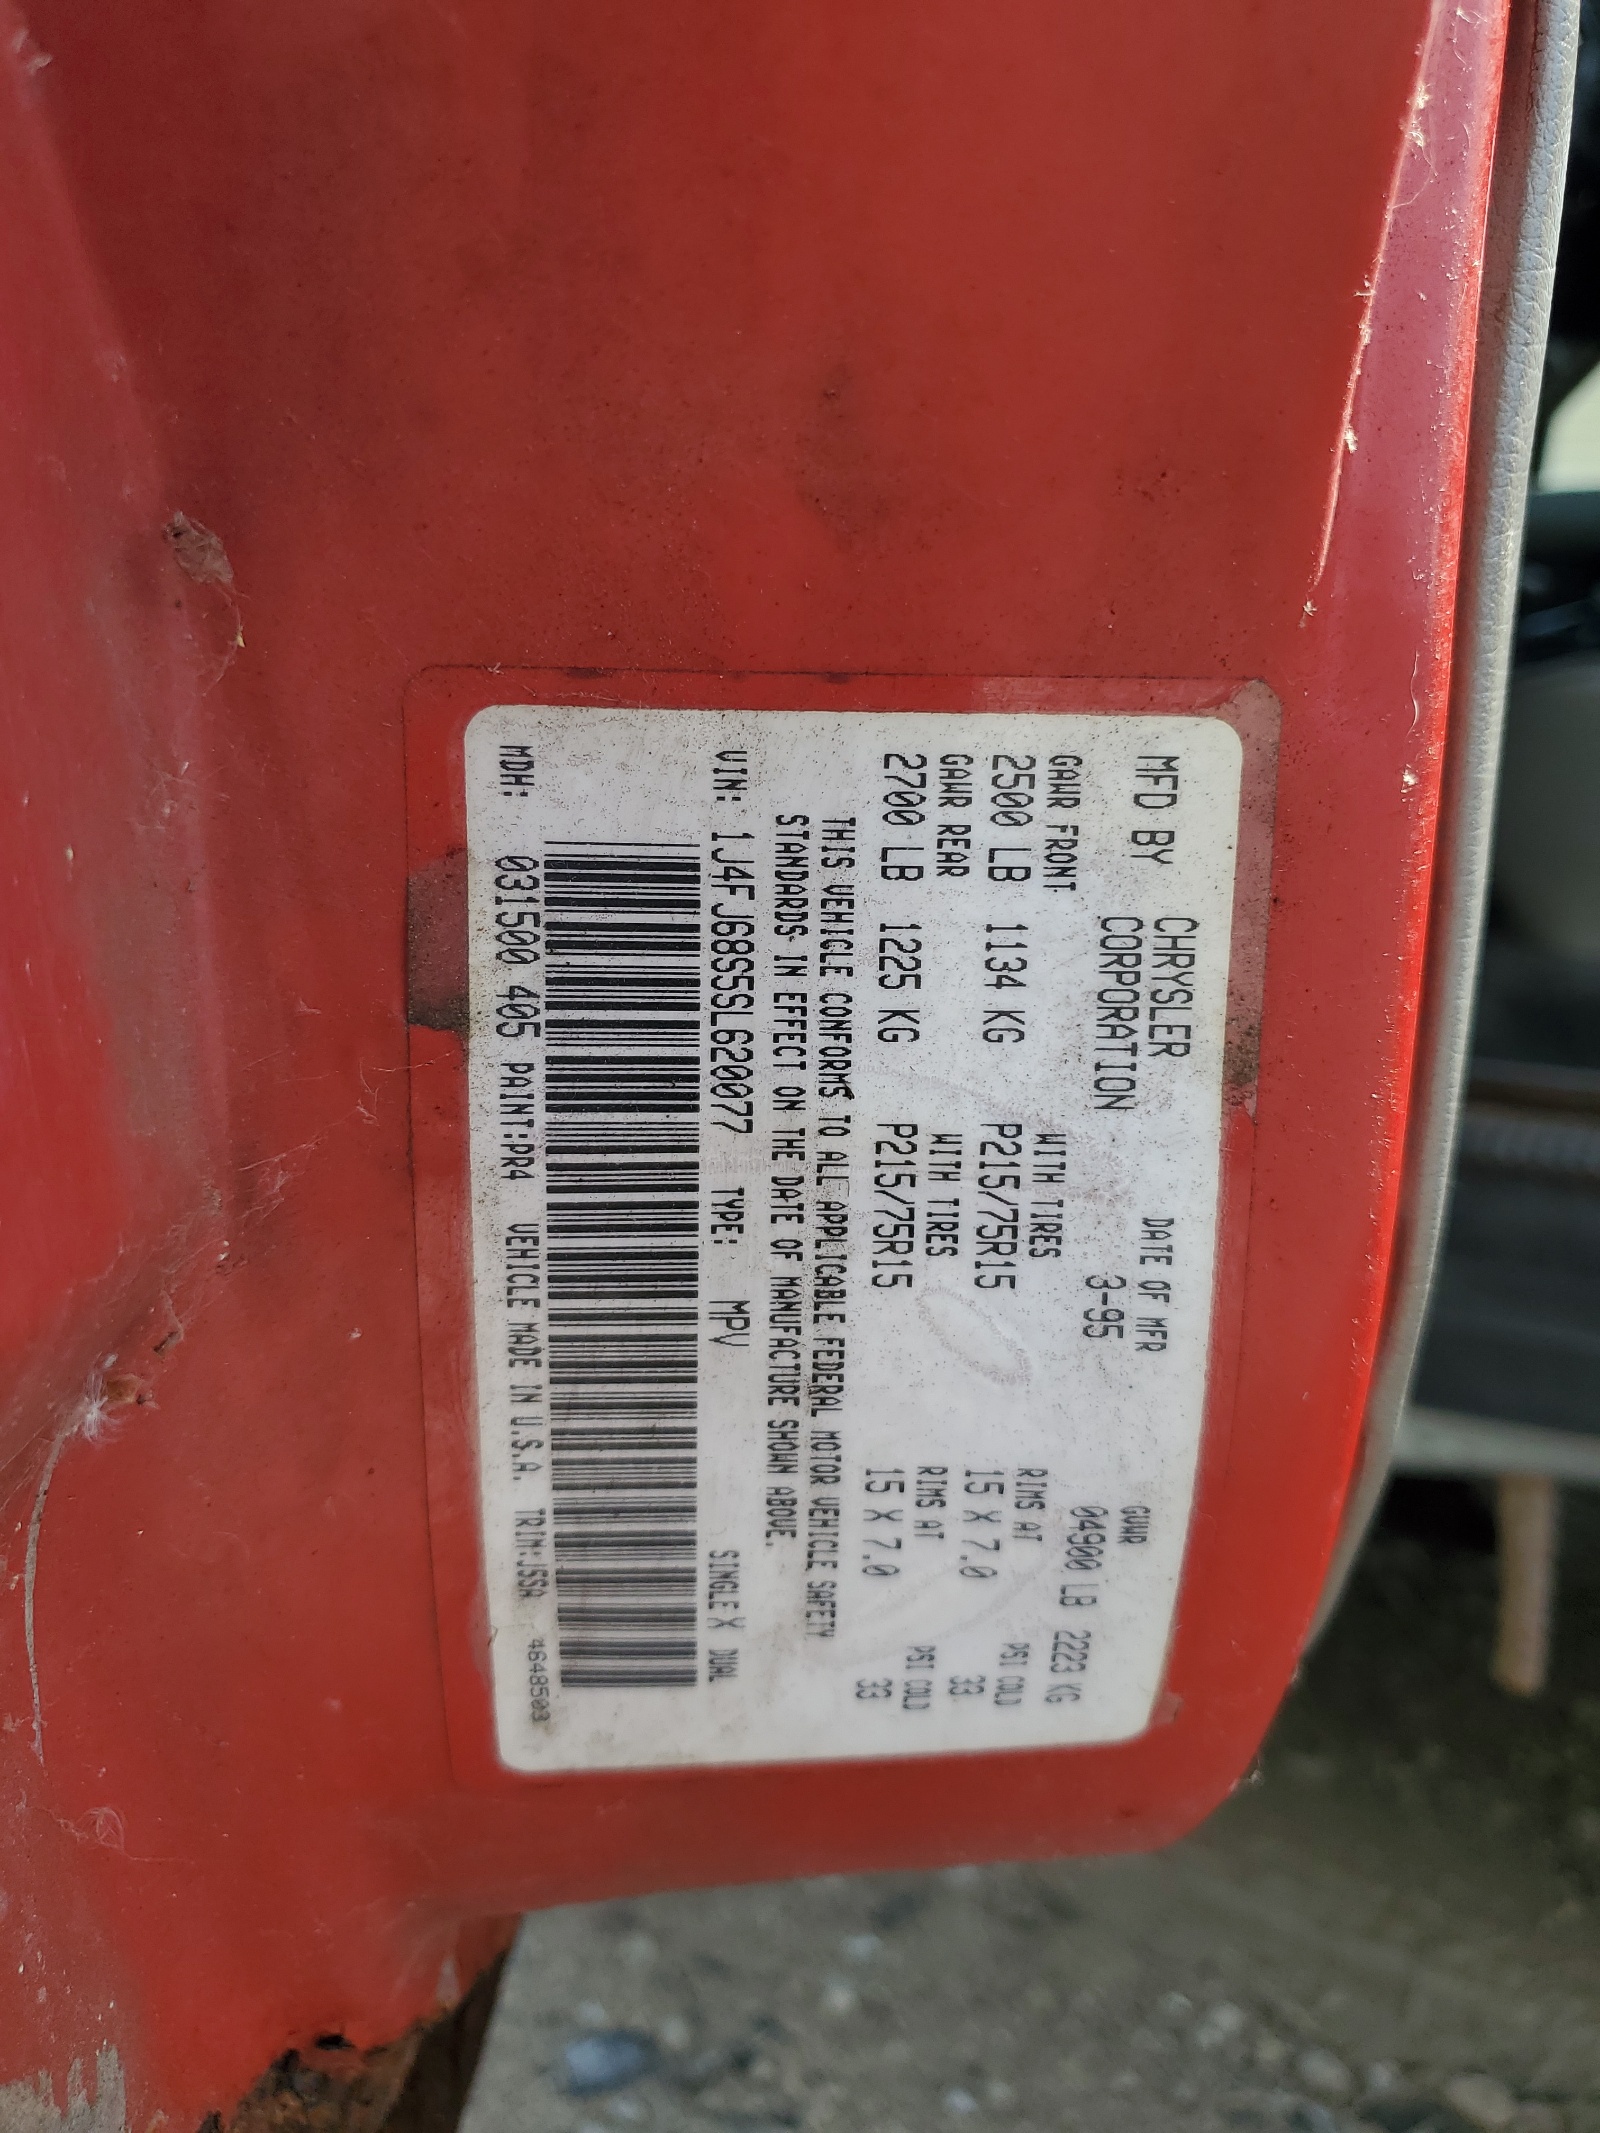 MFD BY CHRYSLER CORPORATION DATE OF MFR 3-95 GVWR 04900 LB 2223 KG
GAWR FRONT WITH TIRES RIMS AT PSI COLD
2500 LB 1134 KG P215/75R15 15 X 7.0 33
GAWR REAR WITH TIRES RIMS AT PSI COLD
2700 LB 1225 KG P215/75R15 15 X 7.0 33
THIS VEHICLE CONFORMS TO ALL APPLICABLE FEDERAL MOTOR VEHICLE SAFETY
STANDARDS IN EFFECT ON THE DATE OF MANUFACTURE SHOWN ABOVE.
VIN: 1J4FJ68S5SL620077 TYPE: MPV SINGLE X DUAL
MDH: 031500 405 PAINT:PR4 VEHICLE MADE IN U.S.A. TRIM:J5SA 4648503